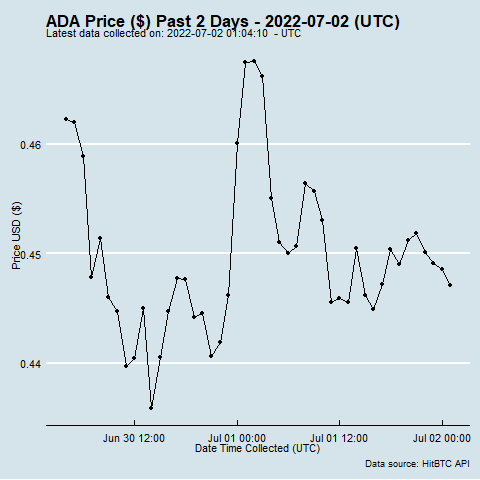 ADA Price ($) Past 2 Days - 2022-07-02 (UTC)
Latest data collected on: 2022-07-02 01:04:10 - UTC
Price USD ($)
0.46
0.45
0.44
Jun 30 12:00
Jul 01 00:00
Jul 01 12:00
Jul 02 00:00
Date Time Collected (UTC)
Data source: HitBTC API